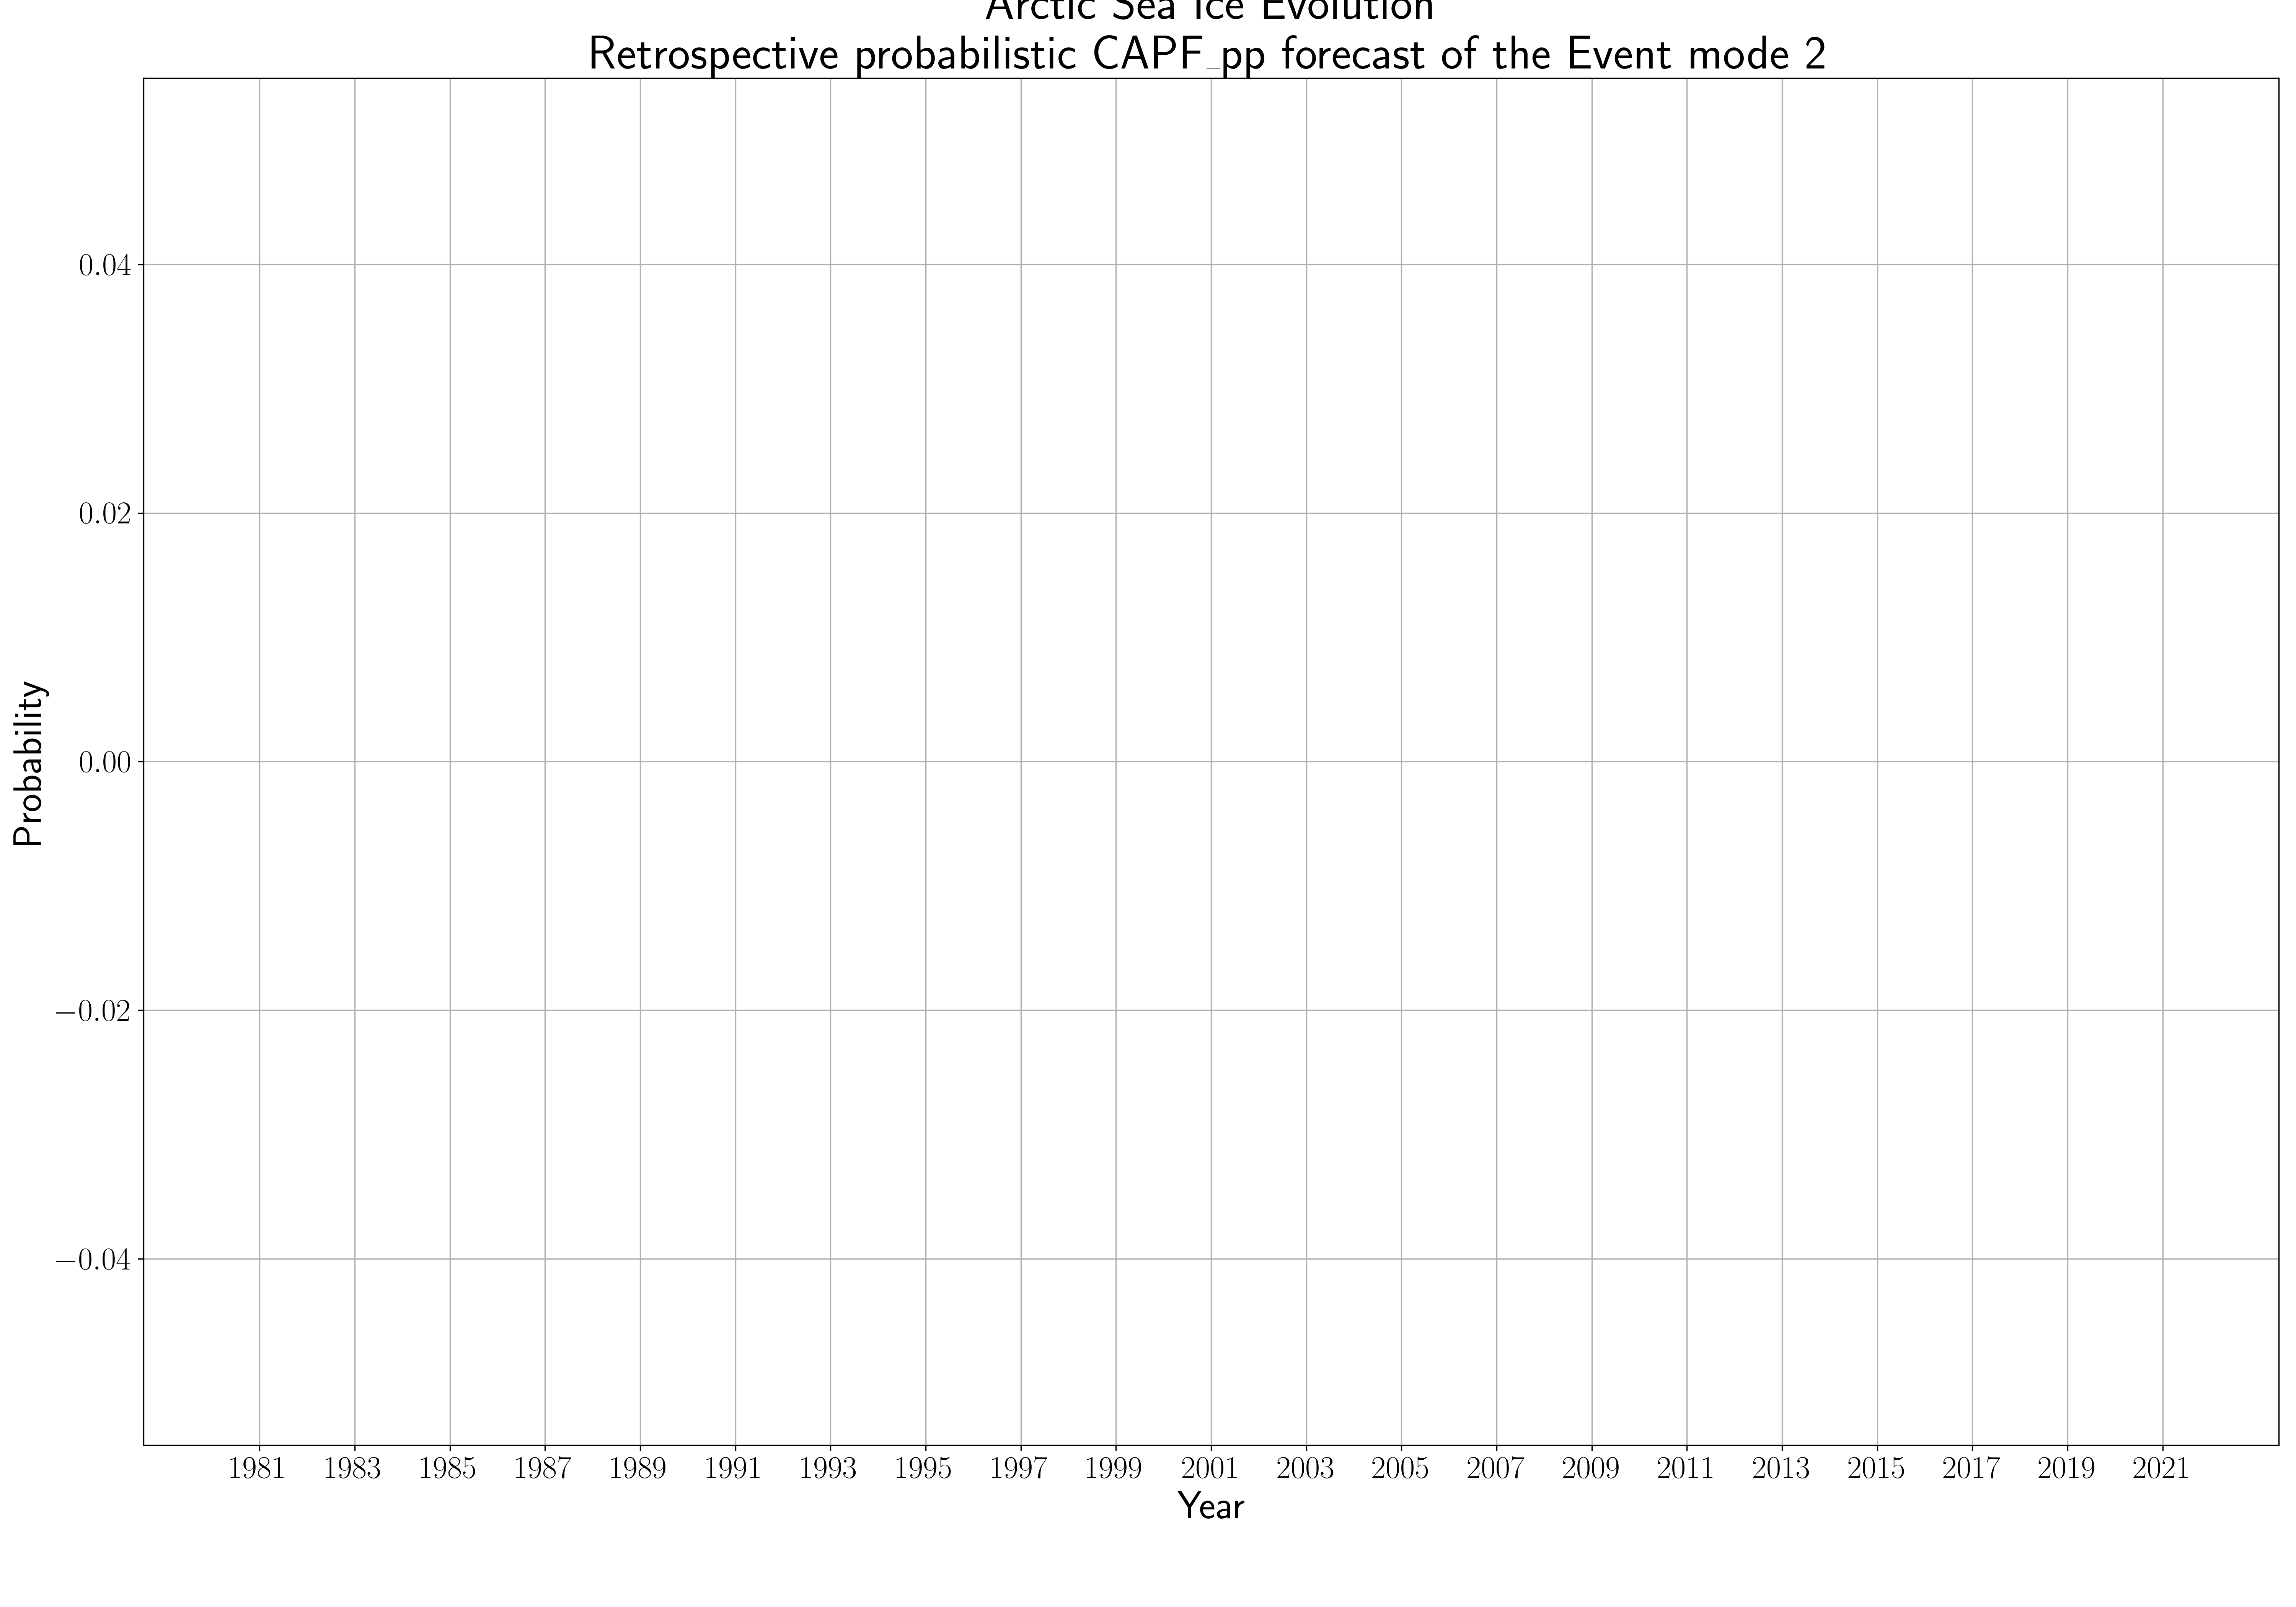 Arctic Sea Ice Evolution
Retrospective probabilistic CAPF_pp forecast of the Event mode 2
0.04
0.02
0.00
−0.02
−0.04
Probability
1981 1983 1985 1987 1989 1991 1993 1995 1997 1999 2001 2003 2005 2007 2009 2011 2013 2015 2017 2019 2021
Year